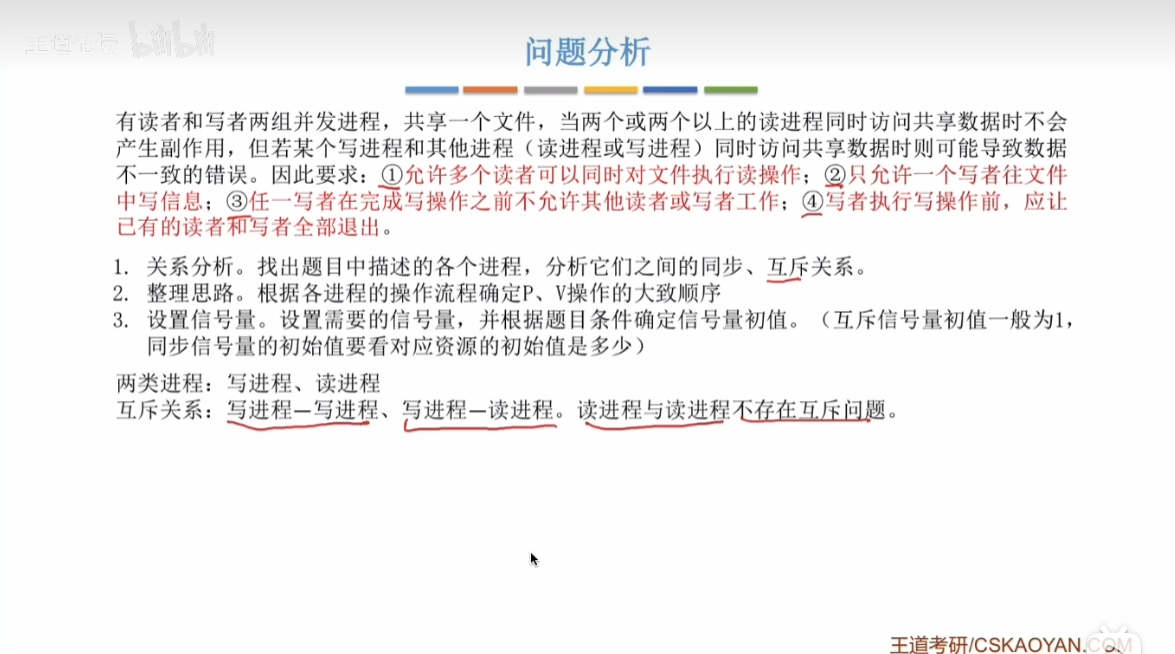 王道论坛 bilibili
问题分析
有读者和写者两组并发进程，共享一个文件，当两个或两个以上的读进程同时访问共享数据时不会
产生副作用，但若某个写进程和其他进程（读进程或写进程）同时访问共享数据时则可能导致数据
不一致的错误。因此要求：①允许多个读者可以同时对文件执行读操作；②只允许一个写者往文件
中写信息；③任一写者在完成写操作之前不允许其他读者或写者工作；④写者执行写操作前，应让
已有的读者和写者全部退出。
1. 关系分析。找出题目中描述的各个进程，分析它们之间的同步、互斥关系。
2. 整理思路。根据各进程的操作流程确定P、V操作的大致顺序
3. 设置信号量。设置需要的信号量，并根据题目条件确定信号量初值。（互斥信号量初值一般为1，
同步信号量的初始值要看对应资源的初始值是多少）
两类进程：写进程、读进程
互斥关系：写进程—写进程、写进程—读进程。读进程与读进程不存在互斥问题。
王道考研/CSKAOYAN.COM